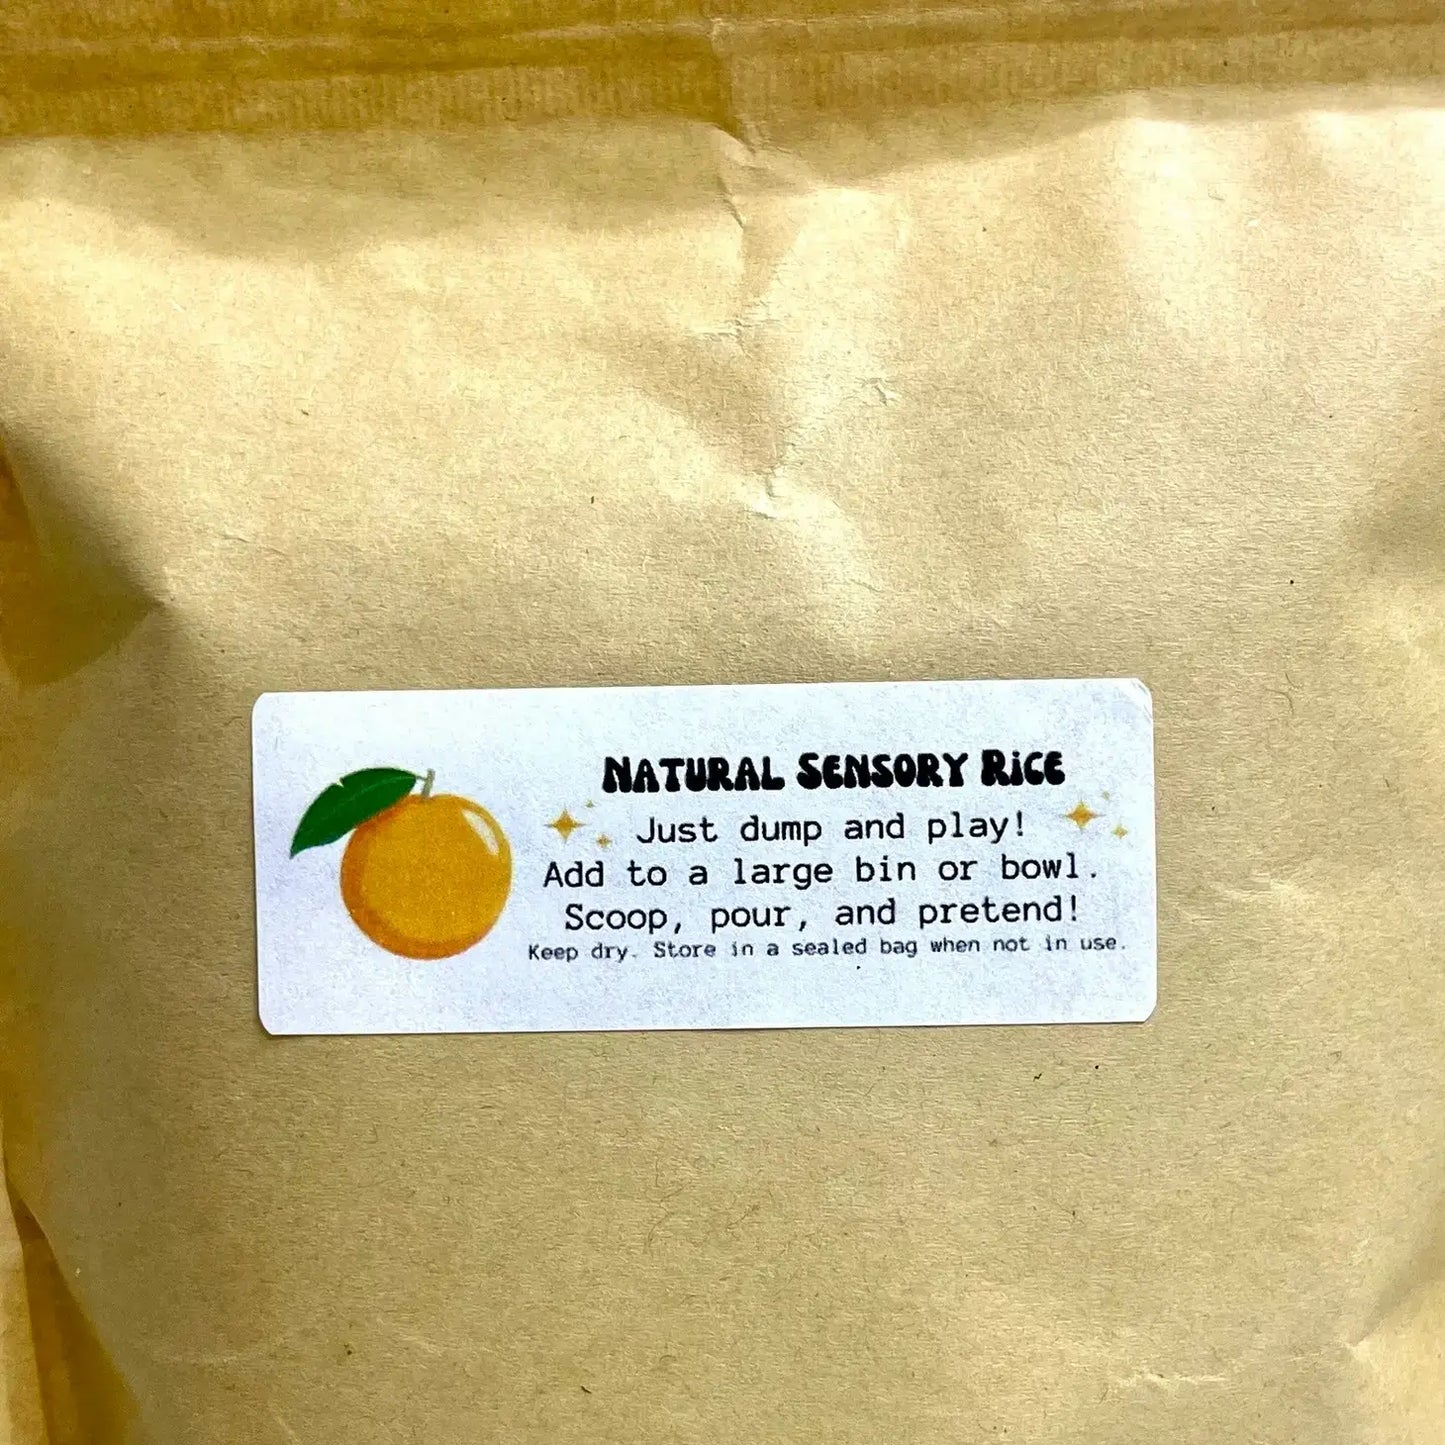 NATURAL SENSORY RiCE
Just dump and play!
Add to a large bin or bowl.
Scoop, pour, and pretend!
Keep dry. Store in a sealed bag when not in use.